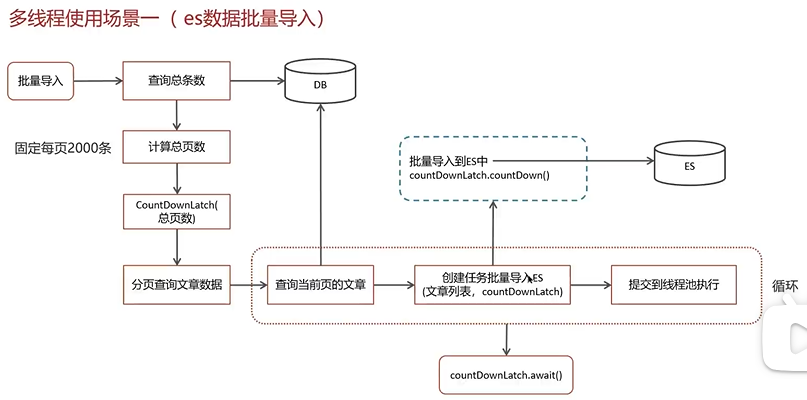 多线程使用场景一（ es数据批量导入）
批量导入
查询总条数
DB
固定每页2000条
计算总页数
批量导入到ES中
countDownLatch.countDown()
ES
CountDownLatch(
总页数)
分页查询文章数据
查询当前页的文章
创建任务批量导入ES
(文章列表，countDownLatch)
提交到线程池执行
循环
countDownLatch.await()